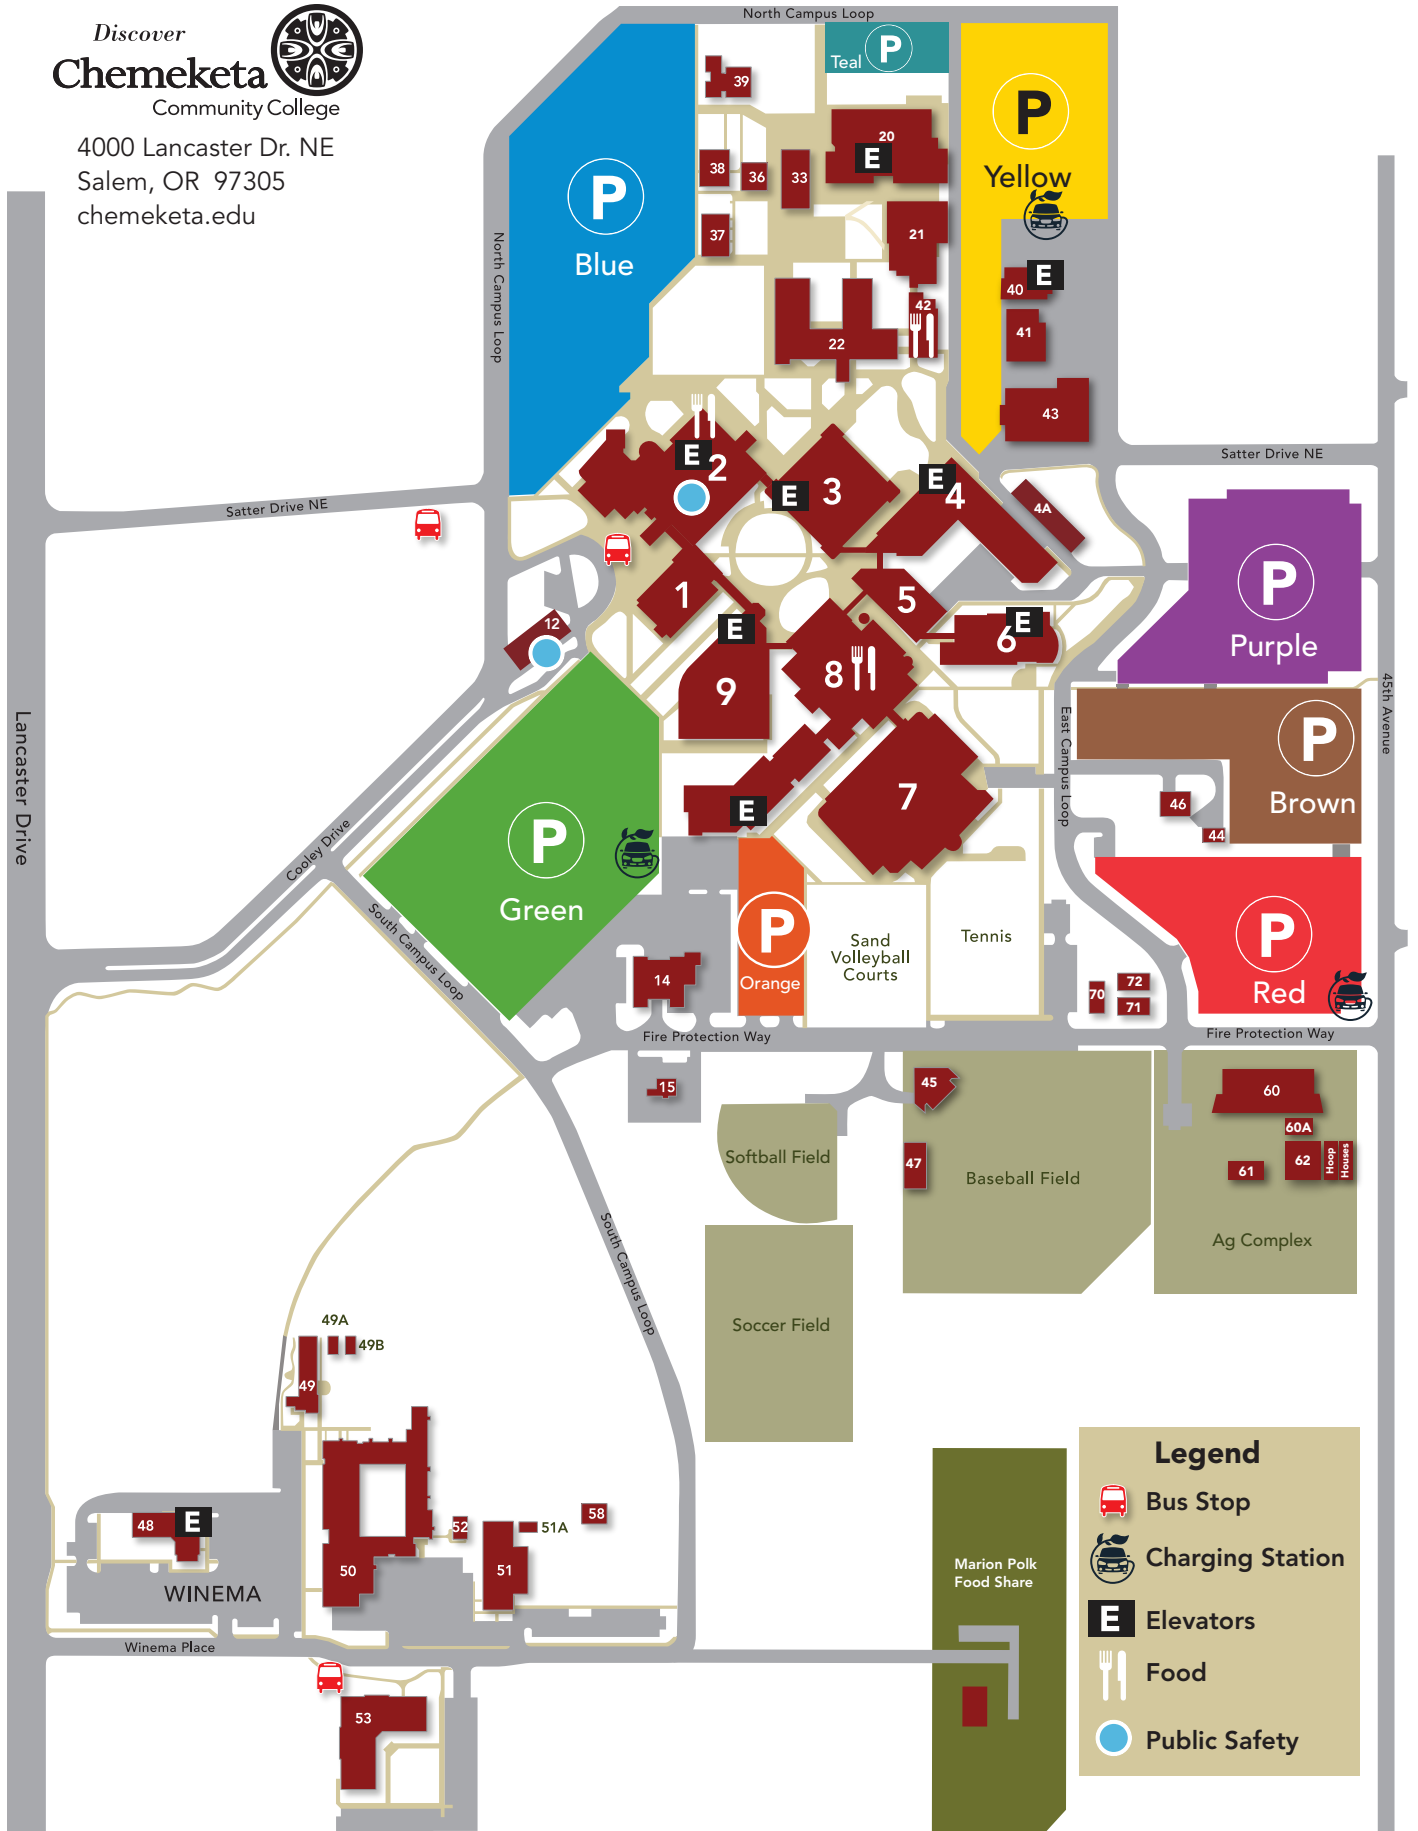 Discover
Chemeketa
Community College
4000 Lancaster Dr. NE
Salem, OR 97305
chemeketa.edu
North Campus Loop
P
Teal
P
Yellow
P
Blue
39
20
E
38
36
33
37
21
North Campus Loop
40
E
42
41
22
43
Satter Drive NE
Satter Drive NE
E
2
E
3
E
4
4A
P
Purple
1
5
12
E
6
8
9
45th Avenue
Lancaster Drive
East Campus Loop
P
Brown
7
46
44
E
P
Green
Cooley Drive
South Campus Loop
P
Orange
Sand
Volleyball
Courts
Tennis
P
Red
14
70
72
71
Fire Protection Way
Fire Protection Way
15
45
60
60A
47
61
62
Hoop
Houses
Softball Field
Baseball Field
Ag Complex
South Campus Loop
Soccer Field
49A
49B
49
48
E
WINEMA
50
52
51A
51
58
Winema Place
53
Marion Polk
Food Share
Legend
Bus Stop
Charging Station
E
Elevators
Food
Public Safety